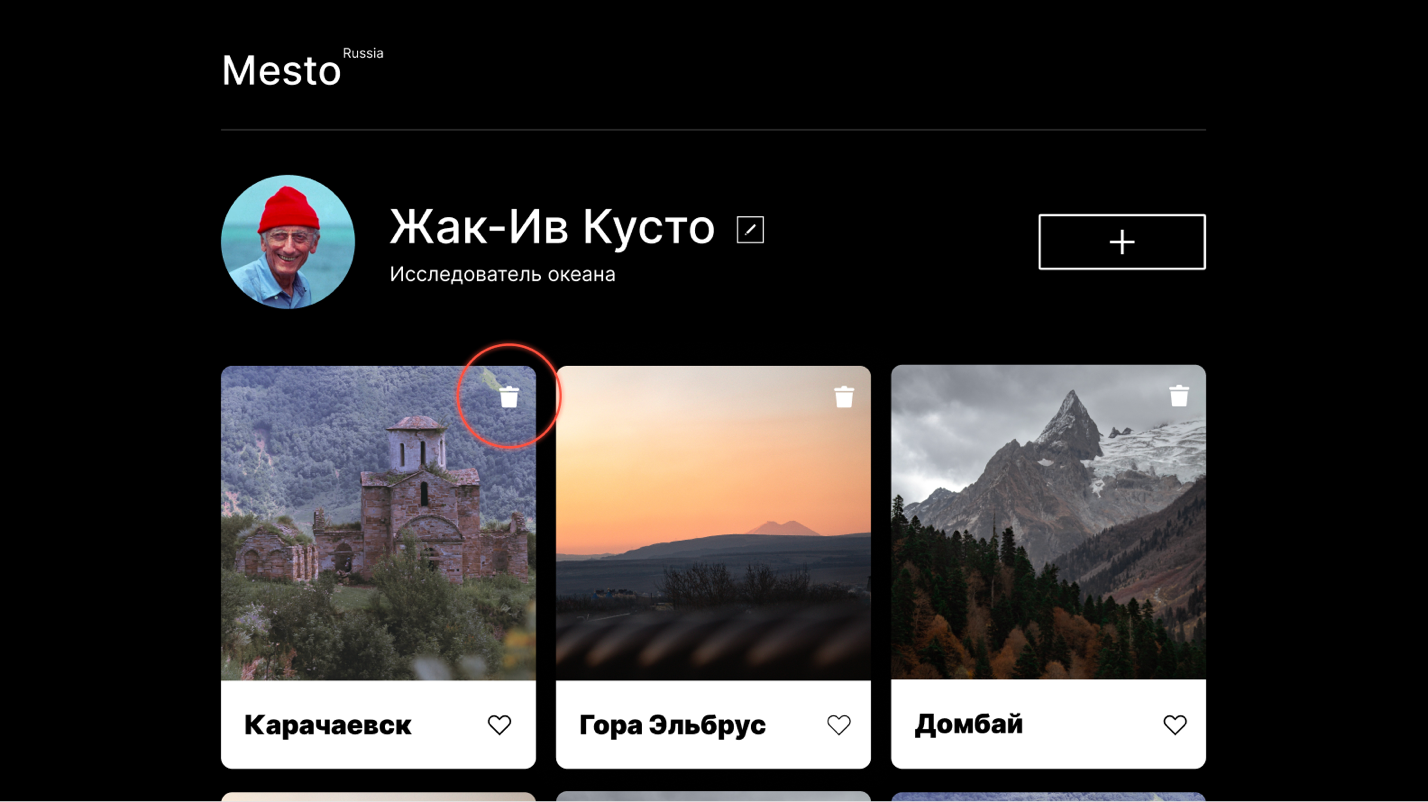 Mesto Russia
Жак-Ив Кусто
Исследователь океана
Карачаевск
Гора Эльбрус
Домбай